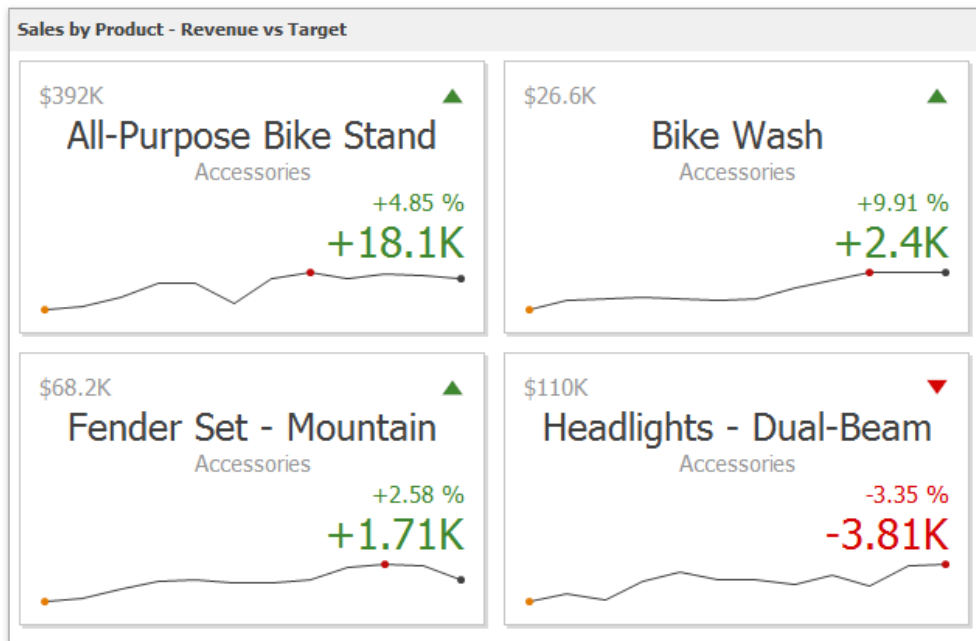 Sales by Product - Revenue vs Target
$392K
All-Purpose Bike Stand
Accessories
+4.85 %
+18.1K
$26.6K
Bike Wash
Accessories
+9.91 %
+2.4K
$68.2K
Fender Set - Mountain
Accessories
+2.58 %
+1.71K
$110K
Headlights - Dual-Beam
Accessories
-3.35 %
-3.81K